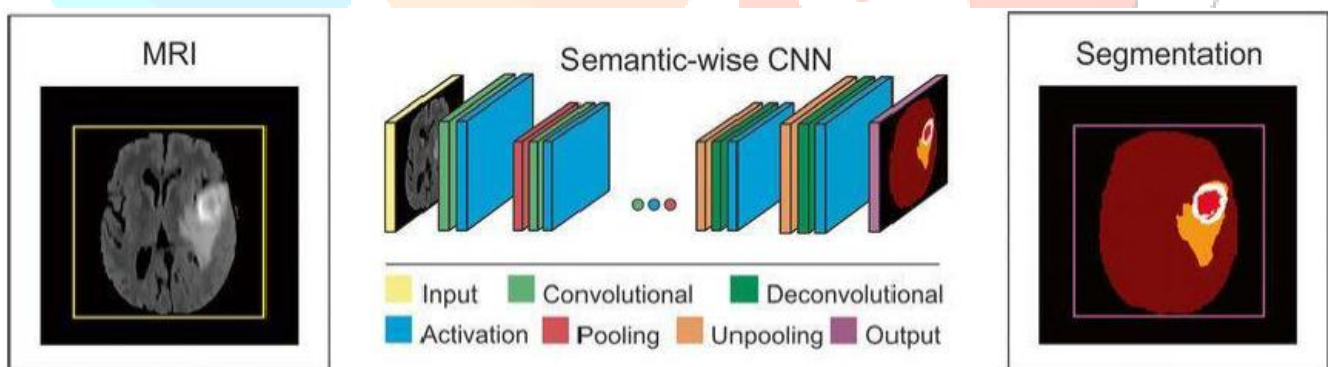 MRI
Semantic-wise CNN
Segmentation
Input
Convolutional
Deconvolutional
Activation
Pooling
Unpooling
Output